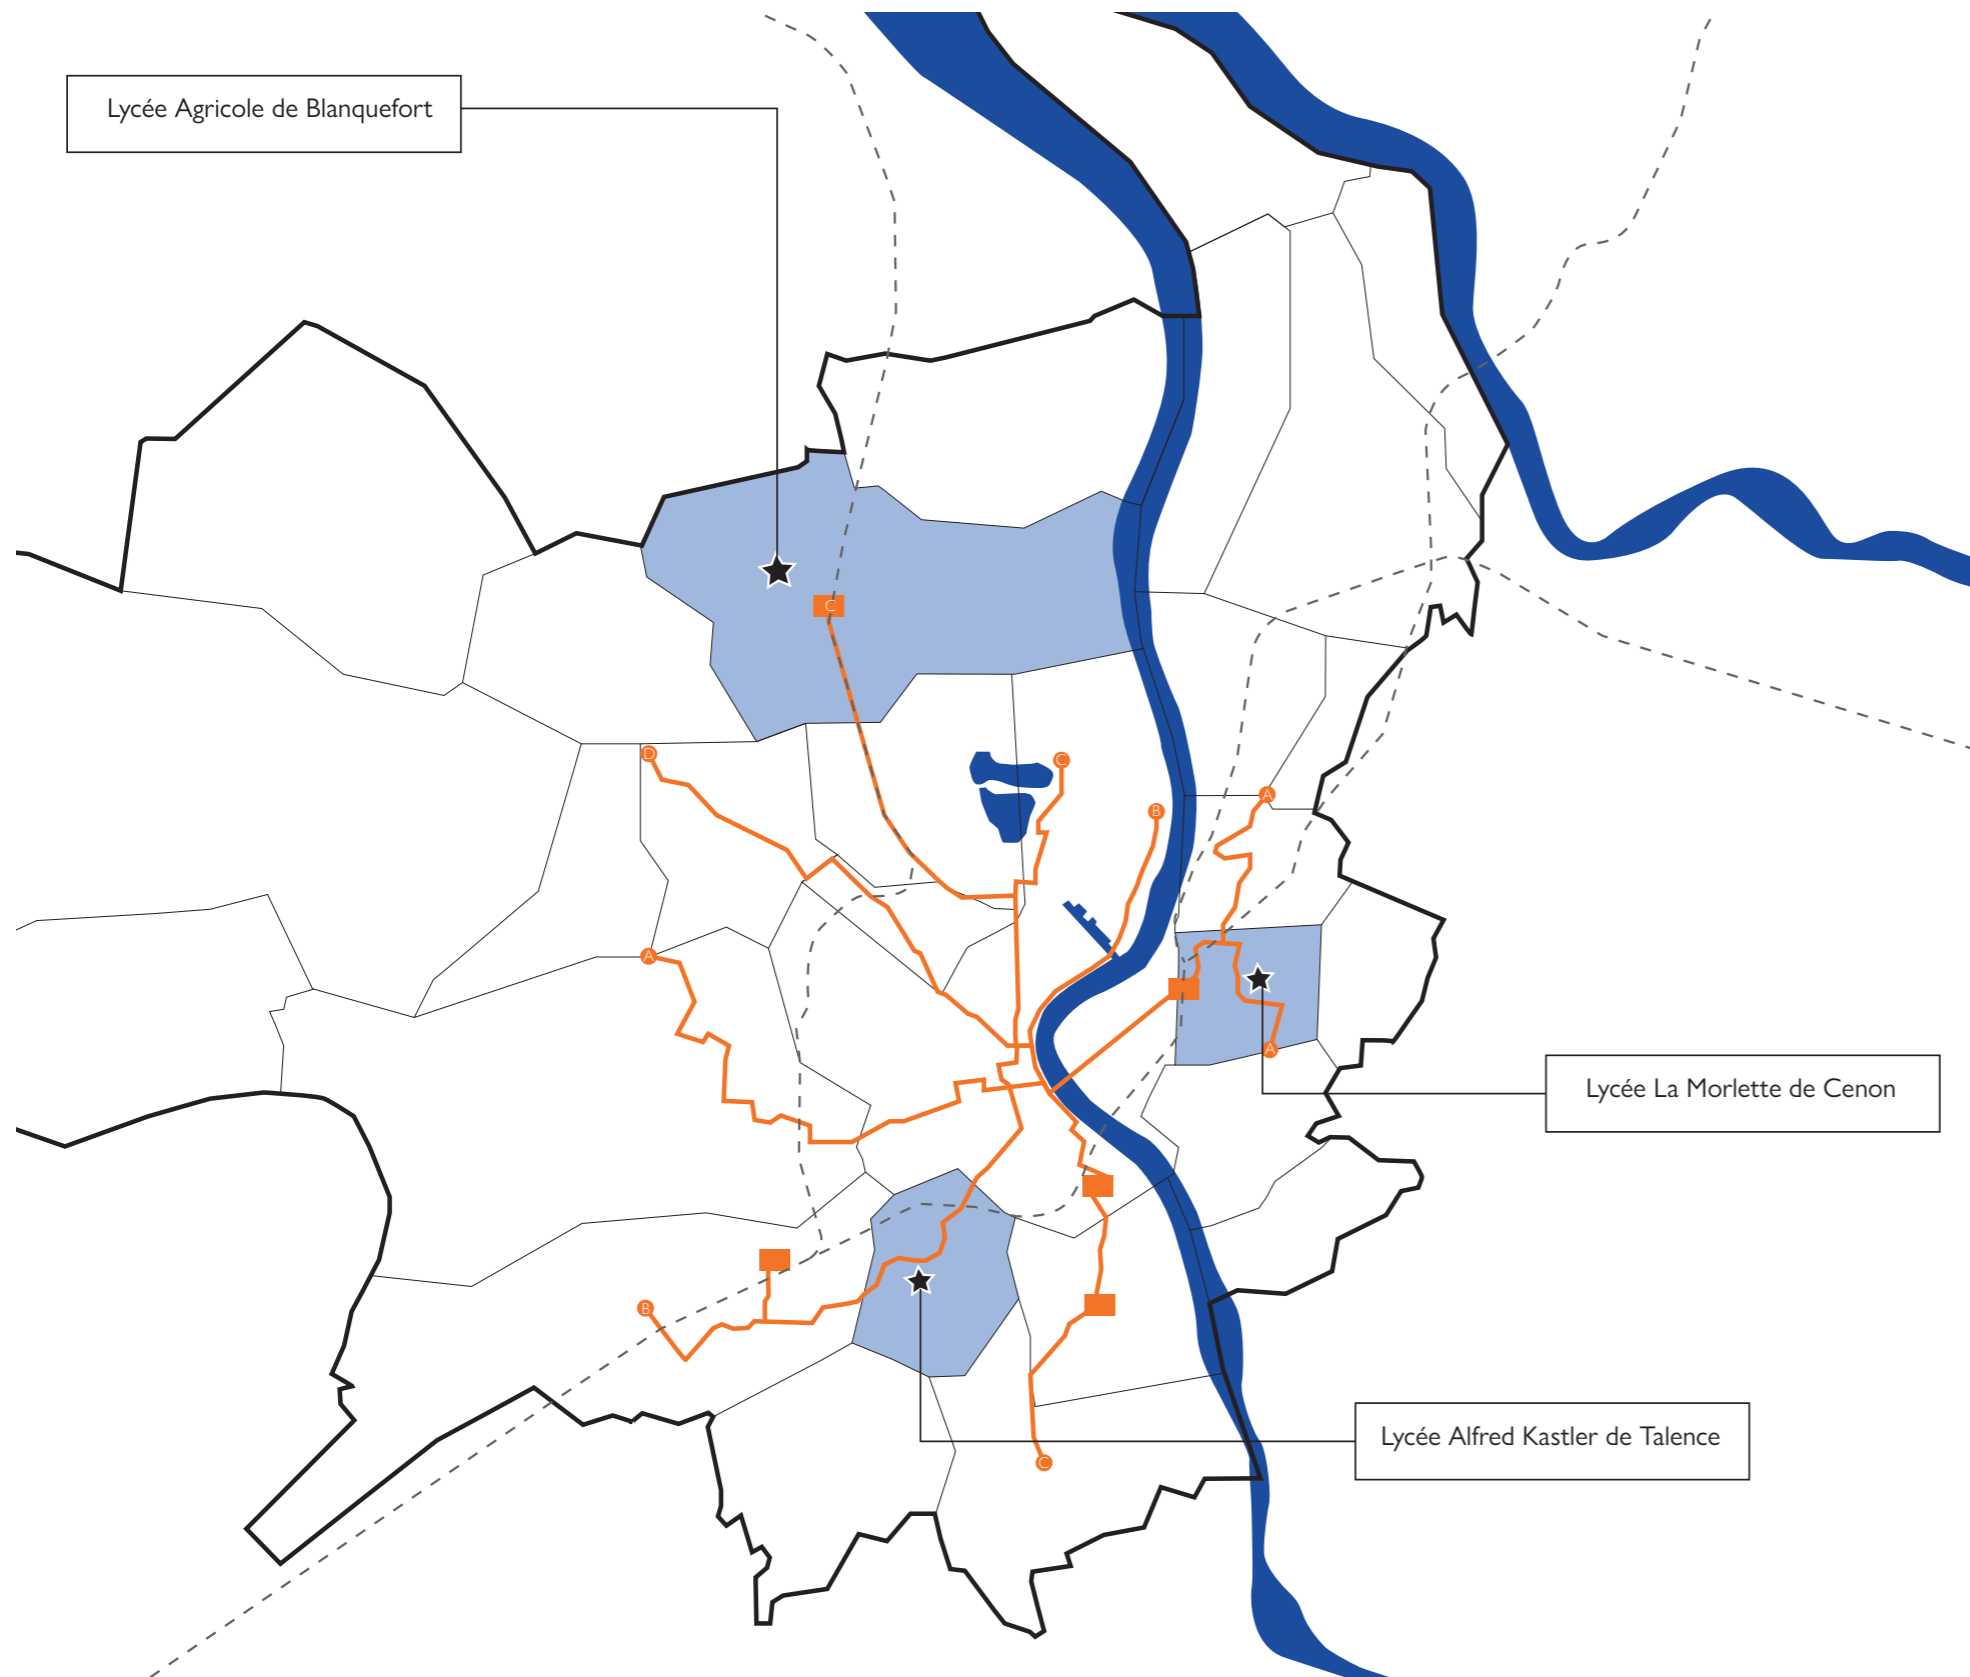 Lycée Agricole de Blanquefort
C
D
C
B
A
A
A
Lycée La Morlette de Cenon
B
Lycée Alfred Kastler de Talence
C